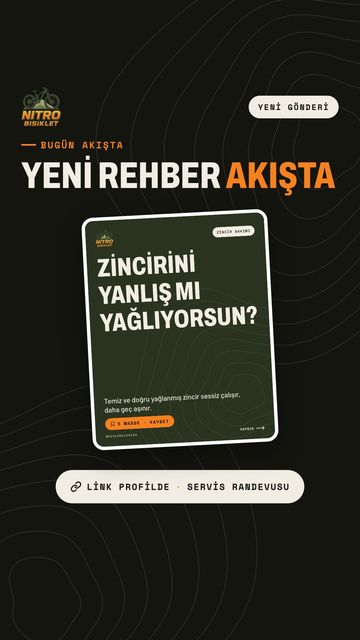 NITRO
BISIKLET
YENİ GÖNDERİ
BUGÜN AKIŞTA
YENİ REHBER AKIŞTA
NITRO
BISIKLET
ZİNCİR BAKIMI
ZİNCİRİNİ
YANLIŞ MI
YAĞLIYORSUN?
Temiz ve doğru yağlanmış zincir sessiz çalışır,
daha geç aşınır.
5 MADDE · KAYDET
@nitrobisiklet
KAYDIR
LİNK PROFİLDE · SERVİS RANDEVUSU